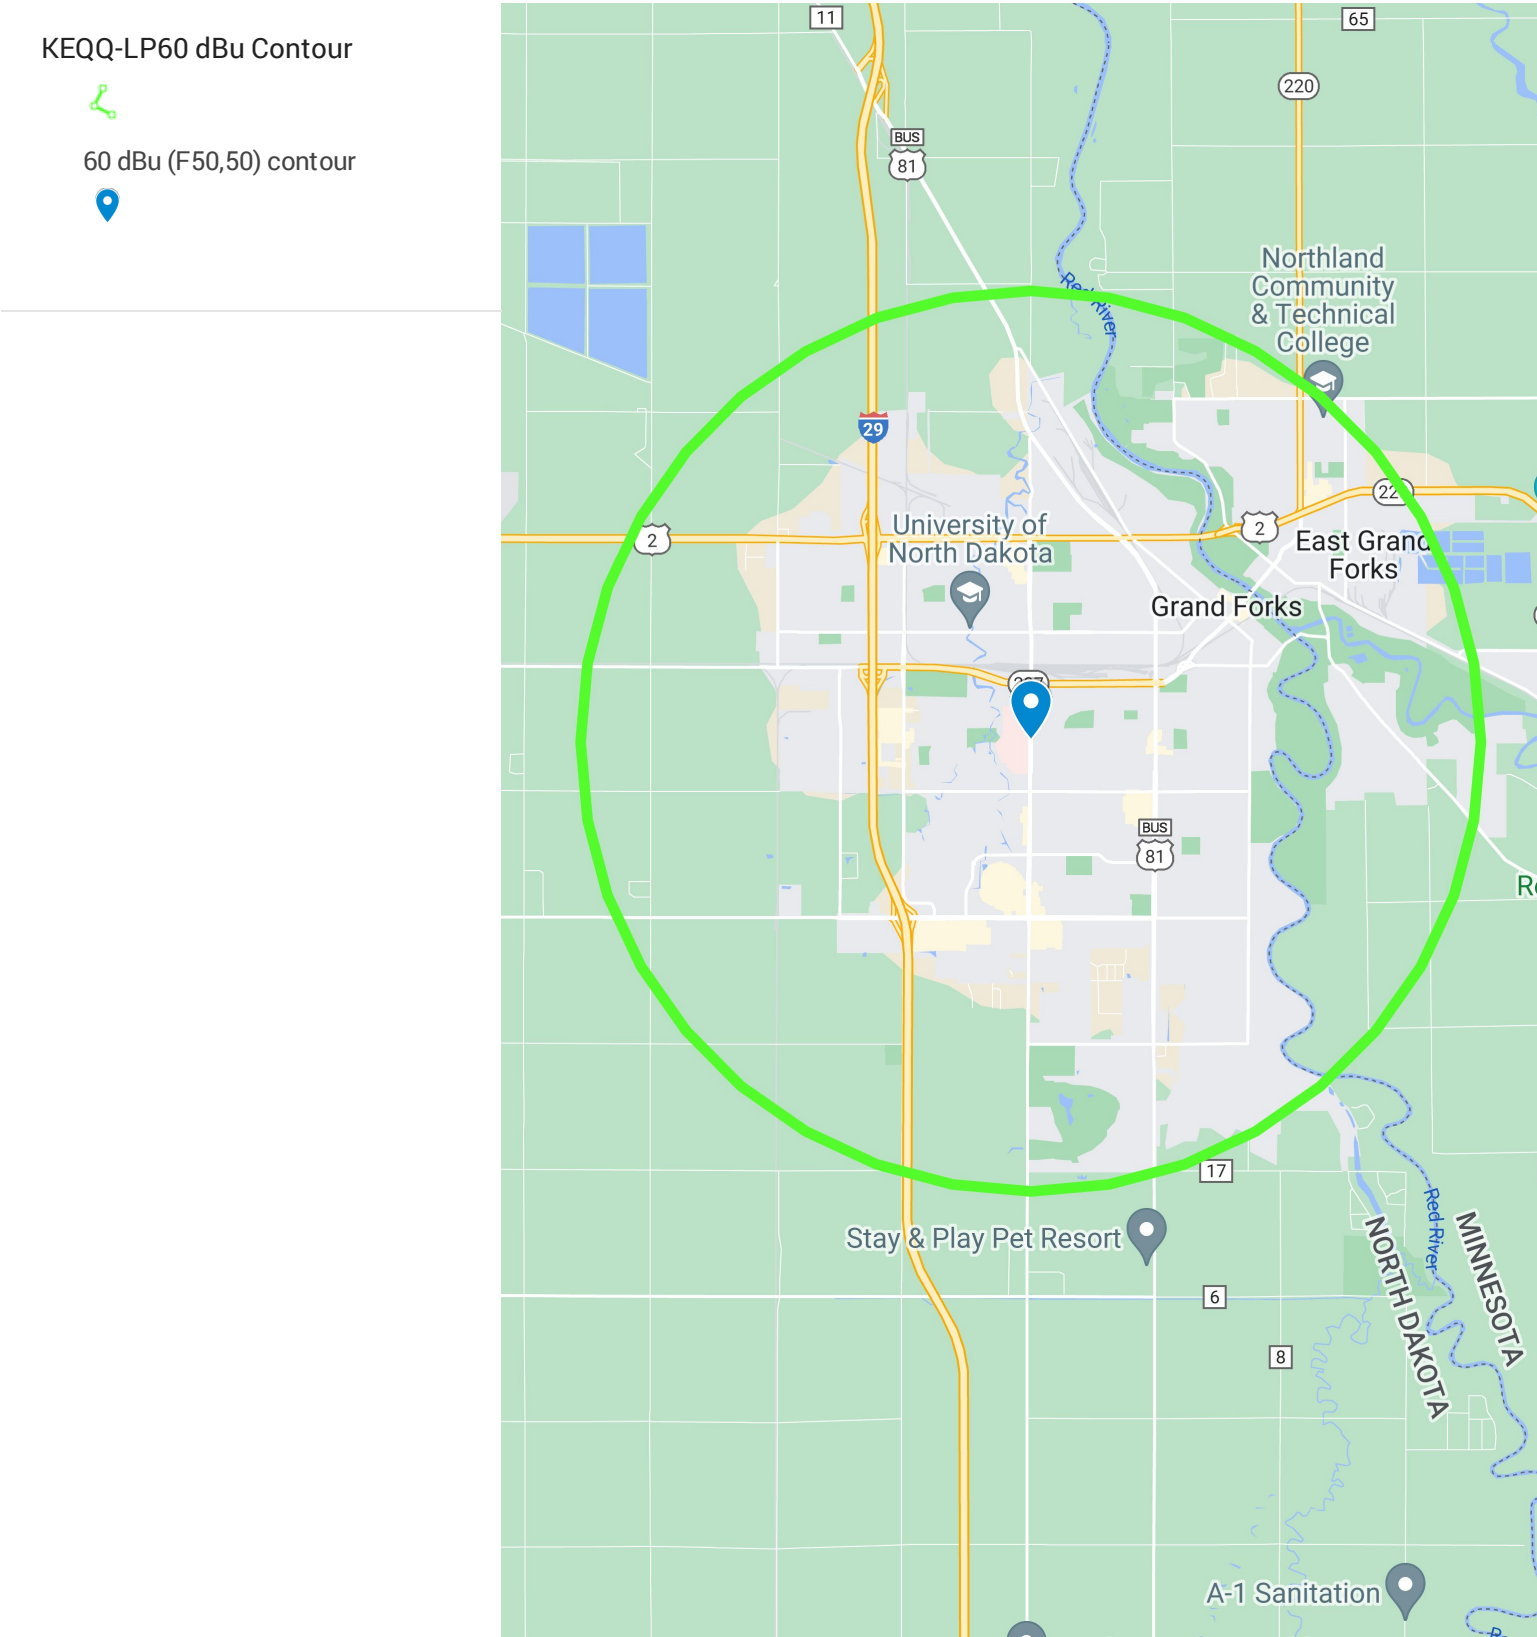 KEQQ-LP60 dBu Contour
60 dBu (F50,50) contour
11
65
220
BUS
81
Northland
Community
& Technical
College
Red River
29
2
University of
North Dakota
2
East Grand
Forks
Grand Forks
BUS
81
17
Stay & Play Pet Resort
6
8
Red River
MINNESOTA
NORTH DAKOTA
A-1 Sanitation